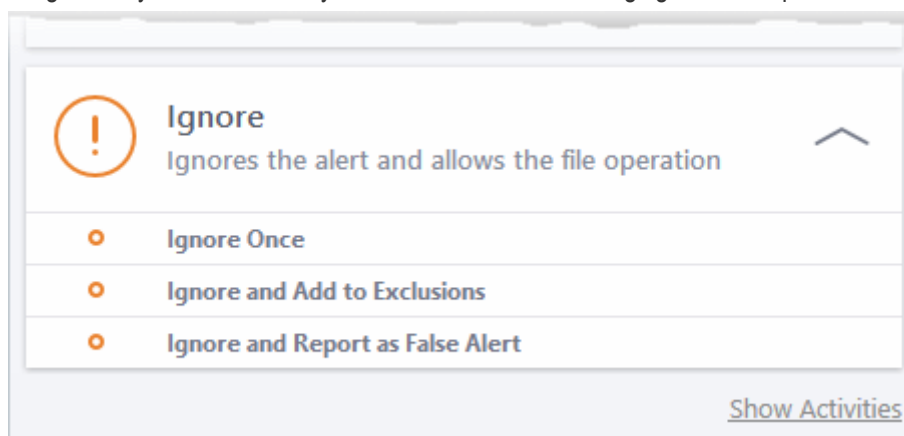 Ignore
Ignores the alert and allows the file operation
Ignore Once
Ignore and Add to Exclusions
Ignore and Report as False Alert
Show Activities